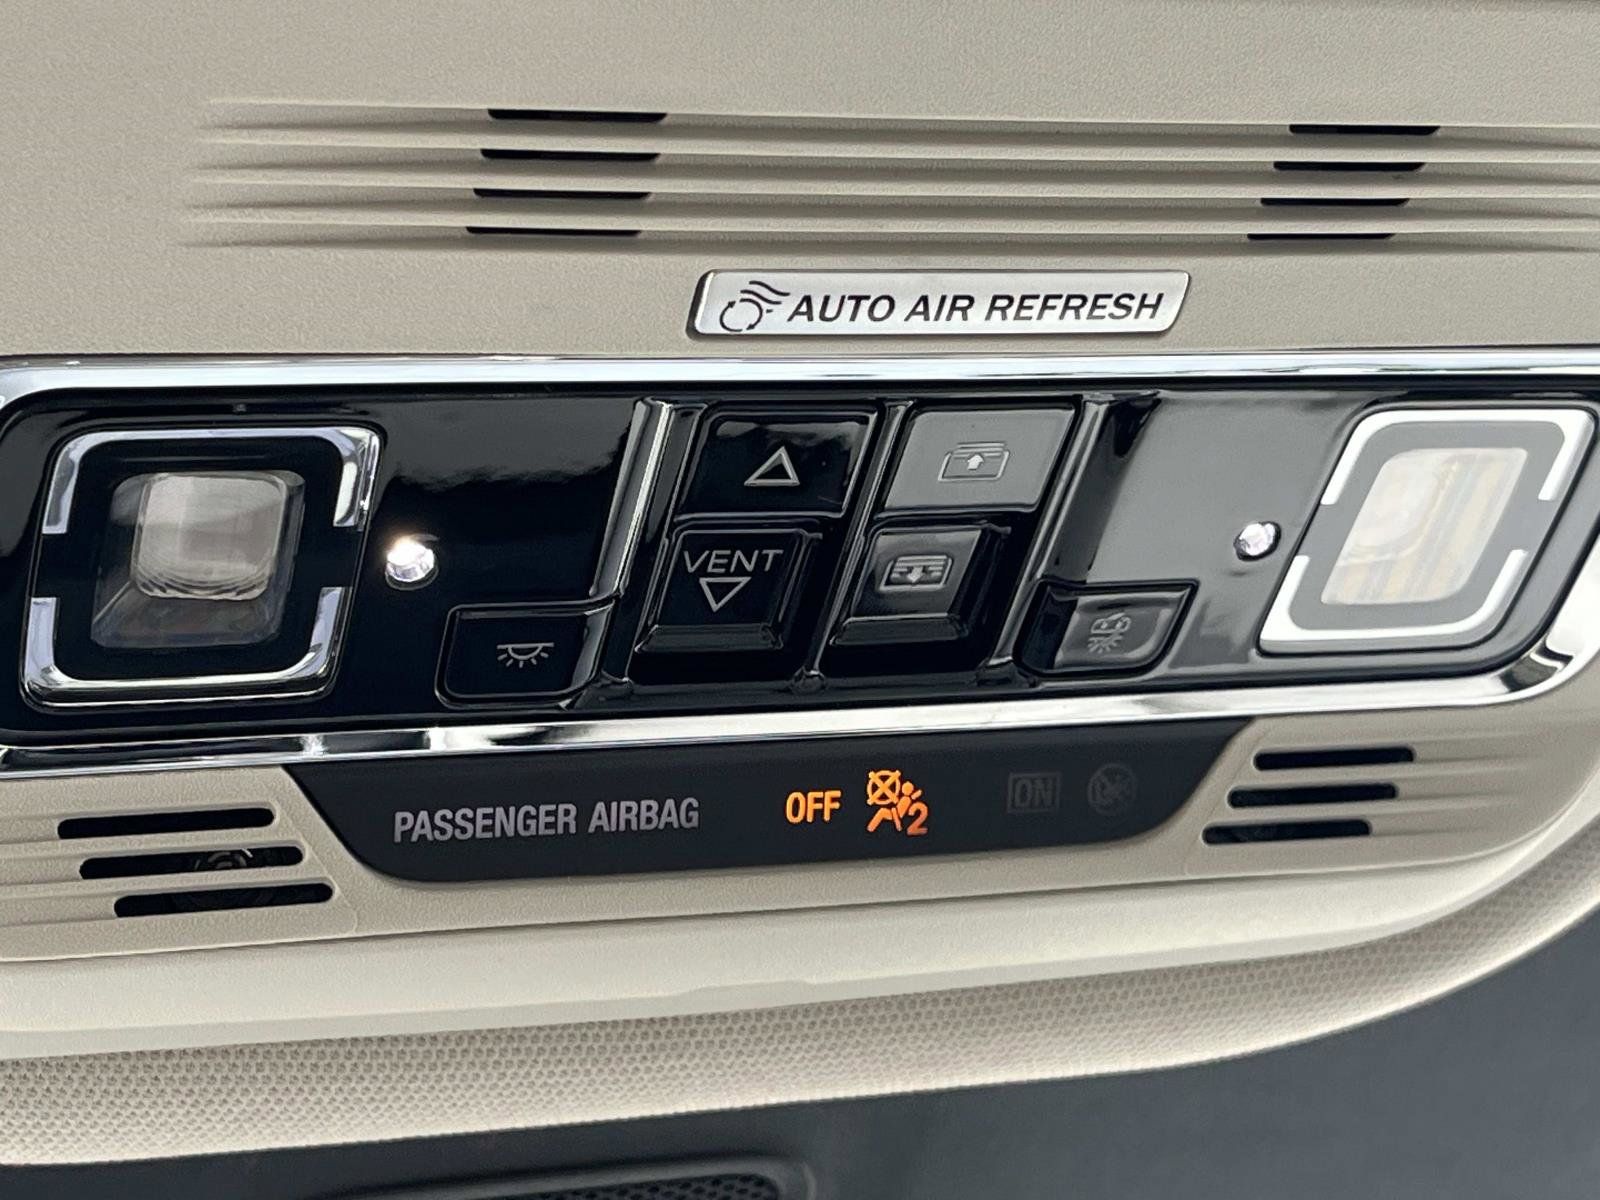 AUTO AIR REFRESH
VENT
PASSENGER AIRBAG OFF 2 ON